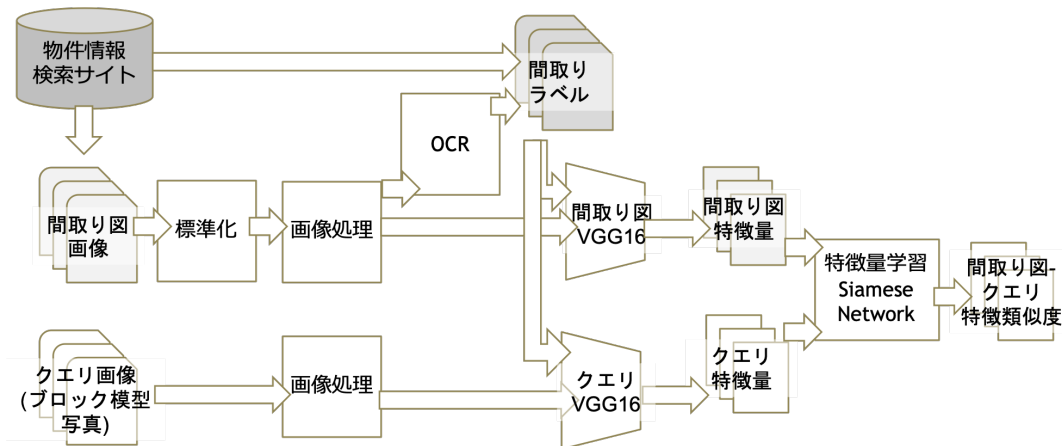 物件情報
検索サイト
間取り
ラベル
OCR
間取り図
画像
標準化
画像処理
間取り図
VGG16
間取り図
特徴量
特徴量学習
Siamese
Network
間取り図-
クエリ
特徴類似度
クエリ画像
(ブロック模型
写真)
画像処理
クエリ
VGG16
クエリ
特徴量